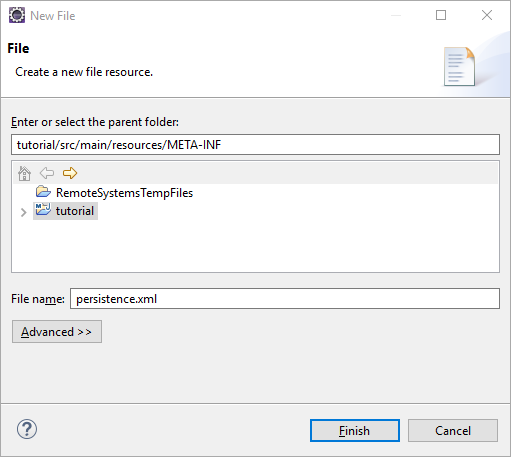 New File
File
Create a new file resource.
Enter or select the parent folder:
tutorial/src/main/resources/META-INF
RemoteSystemsTempFiles
tutorial
File name: persistence.xml
Advanced >>
Finish
Cancel